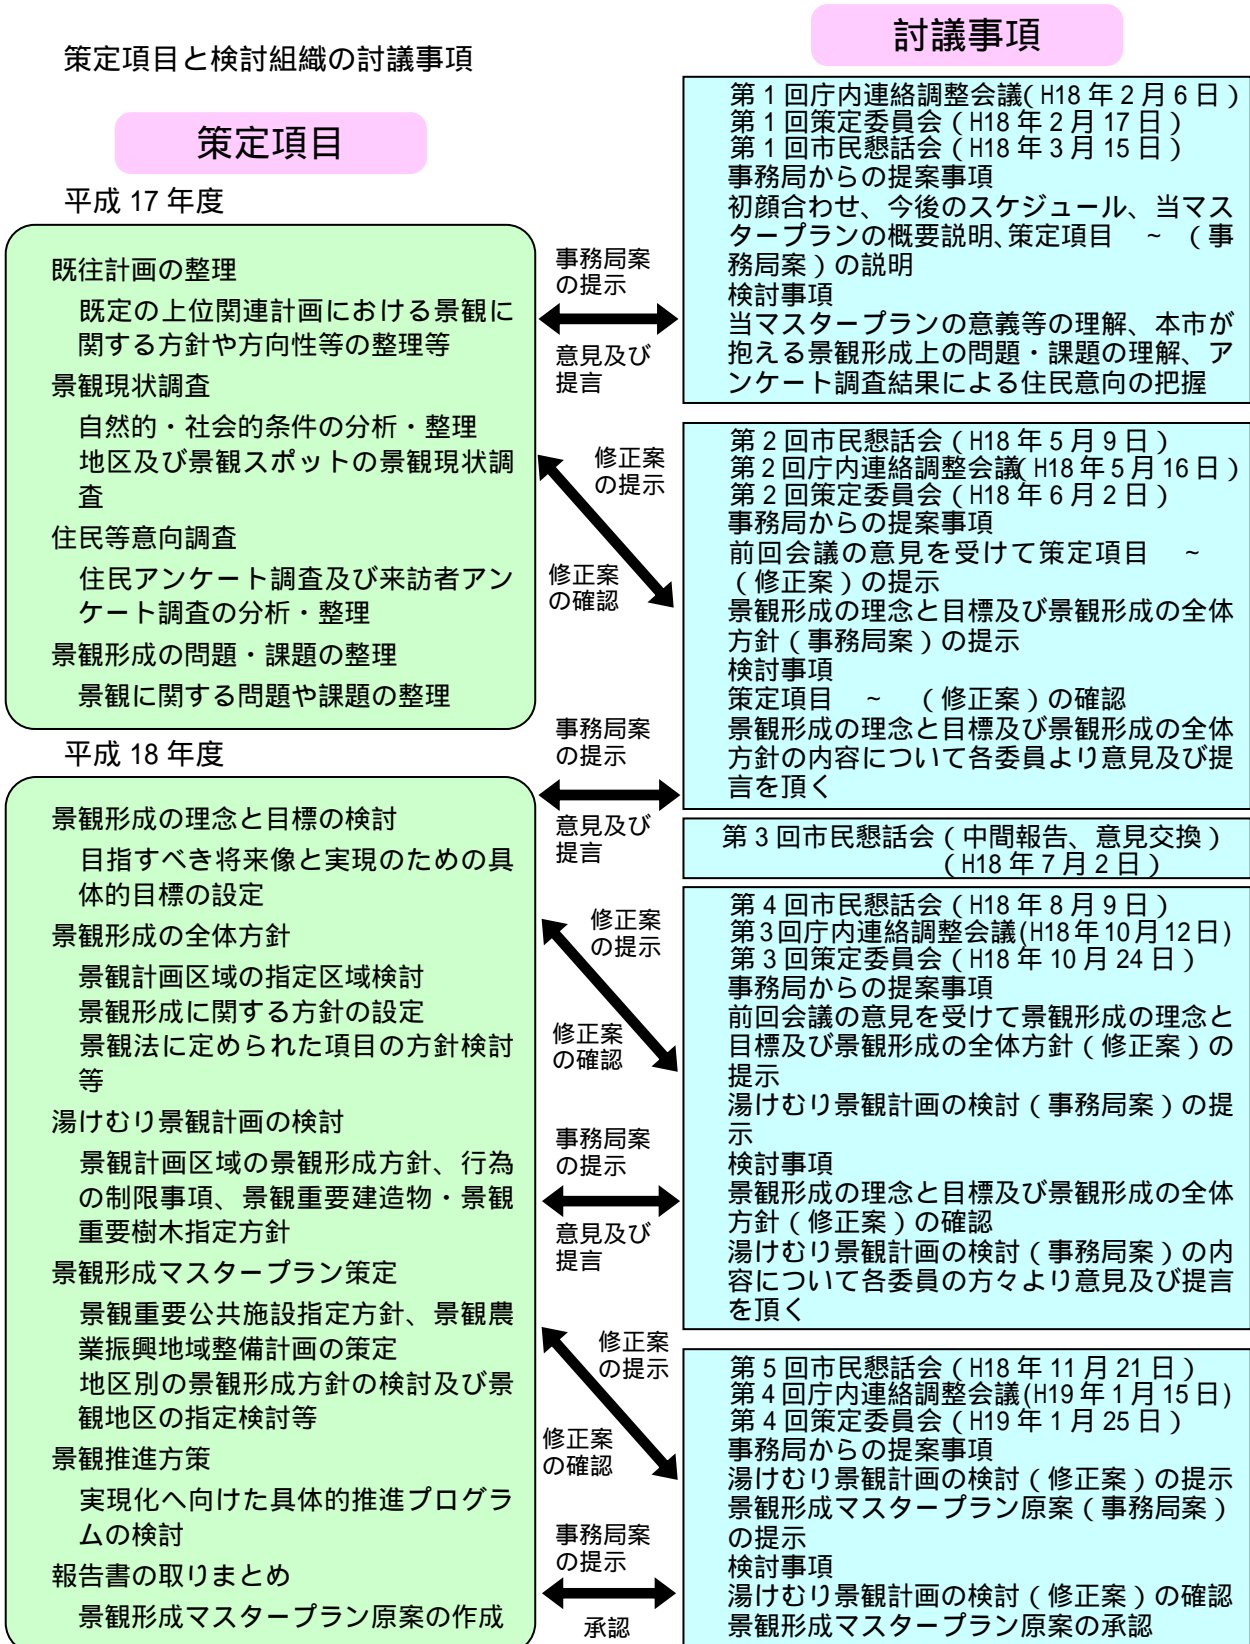 策定項目と検討組織の討議事項
策定項目
平成 17 年度
既往計画の整理
既定の上位関連計画における景観に
関する方針や方向性等の整理等
景観現状調査
自然的・社会的条件の分析・整理
地区及び景観スポットの景観現状調
査
住民等意向調査
住民アンケート調査及び来訪者アン
ケート調査の分析・整理
景観形成の問題・課題の整理
景観に関する問題や課題の整理
平成 18 年度
景観形成の理念と目標の検討
目指すべき将来像と実現のための具
体的目標の設定
景観形成の全体方針
景観計画区域の指定区域検討
景観形成に関する方針の設定
景観法に定められた項目の方針検討
等
湯けむり景観計画の検討
景観計画区域の景観形成方針、行為
の制限事項、景観重要建造物・景観
重要樹木指定方針
景観形成マスタープラン策定
景観重要公共施設指定方針、景観農
業振興地域整備計画の策定
地区別の景観形成方針の検討及び景
観地区の指定検討等
景観推進方策
実現化へ向けた具体的推進プログラ
ムの検討
報告書の取りまとめ
景観形成マスタープラン原案の作成
事務局案
の提示
意見及び
提言
修正案
の提示
修正案
の確認
事務局案
の提示
意見及び
提言
修正案
の提示
修正案
の確認
事務局案
の提示
意見及び
提言
修正案
の提示
修正案
の確認
事務局案
の提示
承認
討議事項
第 1 回庁内連絡調整会議(H18 年 2 月 6 日)
第 1 回策定委員会（H18 年 2 月 17 日）
第 1 回市民懇話会（H18 年 3 月 15 日）
事務局からの提案事項
初顔合わせ、今後のスケジュール、当マス
タープランの概要説明、策定項目　～　（事
務局案）の説明
検討事項
当マスタープランの意義等の理解、本市が
抱える景観形成上の問題・課題の理解、ア
ンケート調査結果による住民意向の把握
第 2 回市民懇話会（H18 年 5 月 9 日）
第 2 回庁内連絡調整会議(H18 年 5 月 16 日)
第 2 回策定委員会（H18 年 6 月 2 日）
事務局からの提案事項
前回会議の意見を受けて策定項目　～
（修正案）の提示
景観形成の理念と目標及び景観形成の全体
方針（事務局案）の提示
検討事項
策定項目　～　（修正案）の確認
景観形成の理念と目標及び景観形成の全体
方針の内容について各委員より意見及び提
言を頂く
第 3 回市民懇話会（中間報告、意見交換）
（H18 年 7 月 2 日）
第 4 回市民懇話会（H18 年 8 月 9 日）
第3回庁内連絡調整会議(H18年10月12日)
第 3 回策定委員会（H18 年 10 月 24 日）
事務局からの提案事項
前回会議の意見を受けて景観形成の理念と
目標及び景観形成の全体方針（修正案）の
提示
湯けむり景観計画の検討（事務局案）の提
示
検討事項
景観形成の理念と目標及び景観形成の全体
方針（修正案）の確認
湯けむり景観計画の検討（事務局案）の内
容について各委員の方々より意見及び提言
を頂く
第 5 回市民懇話会（H18 年 11 月 21 日）
第 4 回庁内連絡調整会議(H19 年 1 月 15 日)
第 4 回策定委員会（H19 年 1 月 25 日）
事務局からの提案事項
湯けむり景観計画の検討（修正案）の提示
景観形成マスタープラン原案（事務局案）
の提示
検討事項
湯けむり景観計画の検討（修正案）の確認
景観形成マスタープラン原案の承認